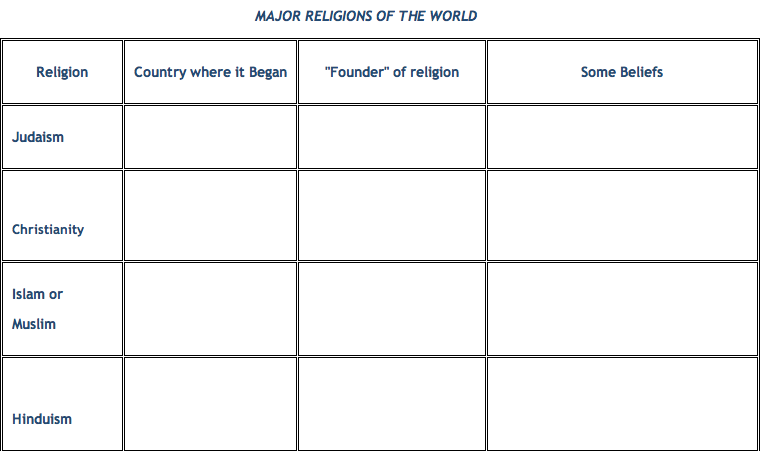 MAJOR RELIGIONS OF THE WORLD
Religion Country where it Began "Founder" of religion Some Beliefs
Judaism
Christianity
Islam or
Muslim
Hinduism